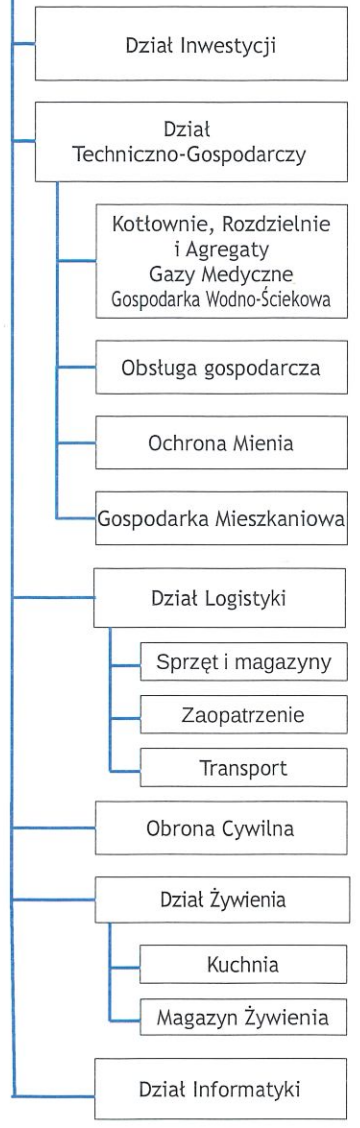 Dział Inwestycji
Dział
Techniczno-Gospodarczy
Kotłownie, Rozdzielnie
i Agregaty
Gazy Medyczne
Gospodarka Wodno-Ściekowa
Obsługa gospodarcza
Ochrona Mienia
Gospodarka Mieszkaniowa
Dział Logistyki
Sprzęt i magazyny
Zaopatrzenie
Transport
Obrona Cywilna
Dział Żywienia
Kuchnia
Magazyn Żywienia
Dział Informatyki